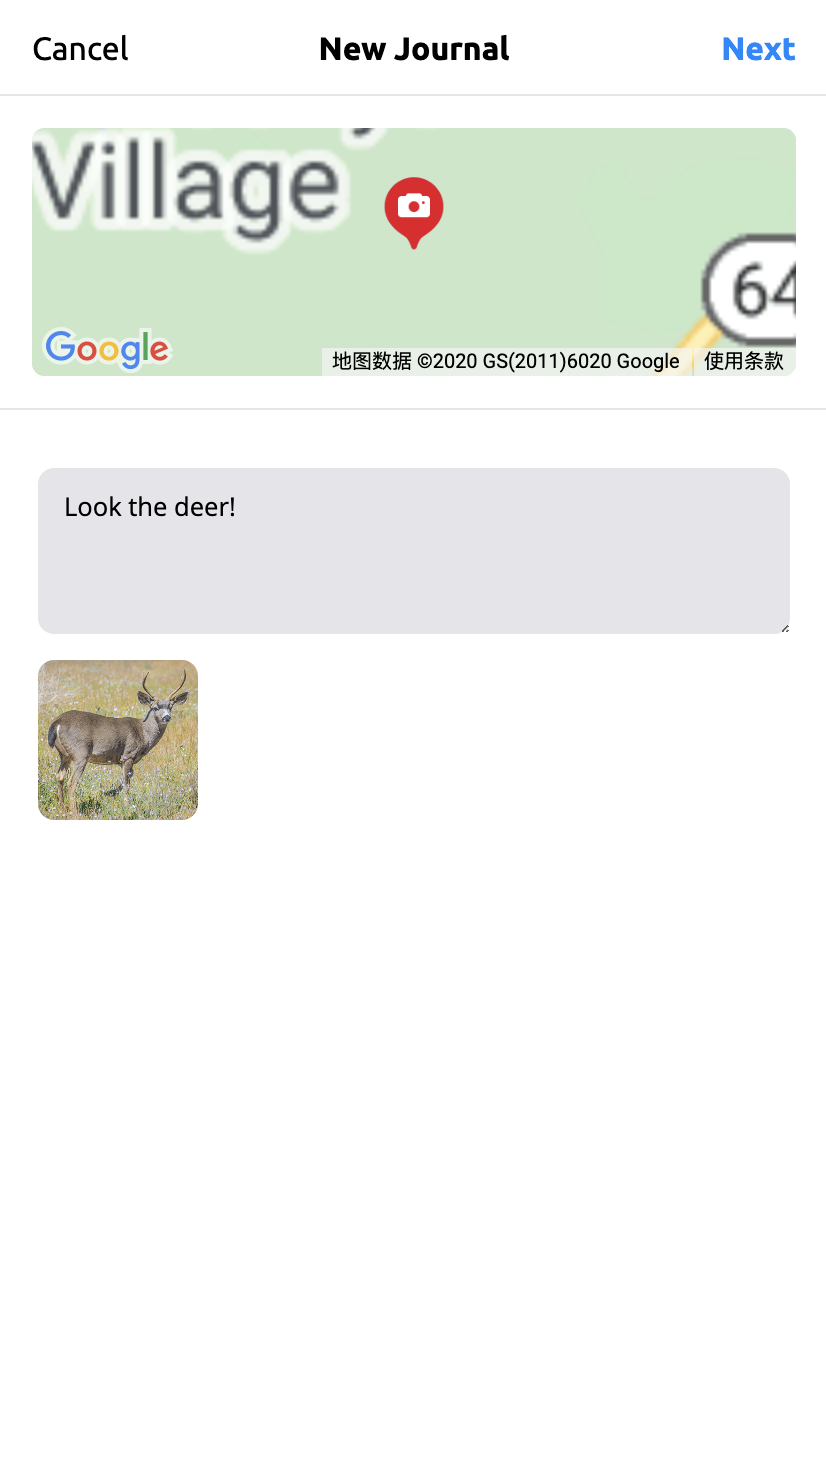 Cancel New Journal Next
Village
64
Google
地图数据 ©2020 GS(2011)6020 Google 使用条款
Look the deer!